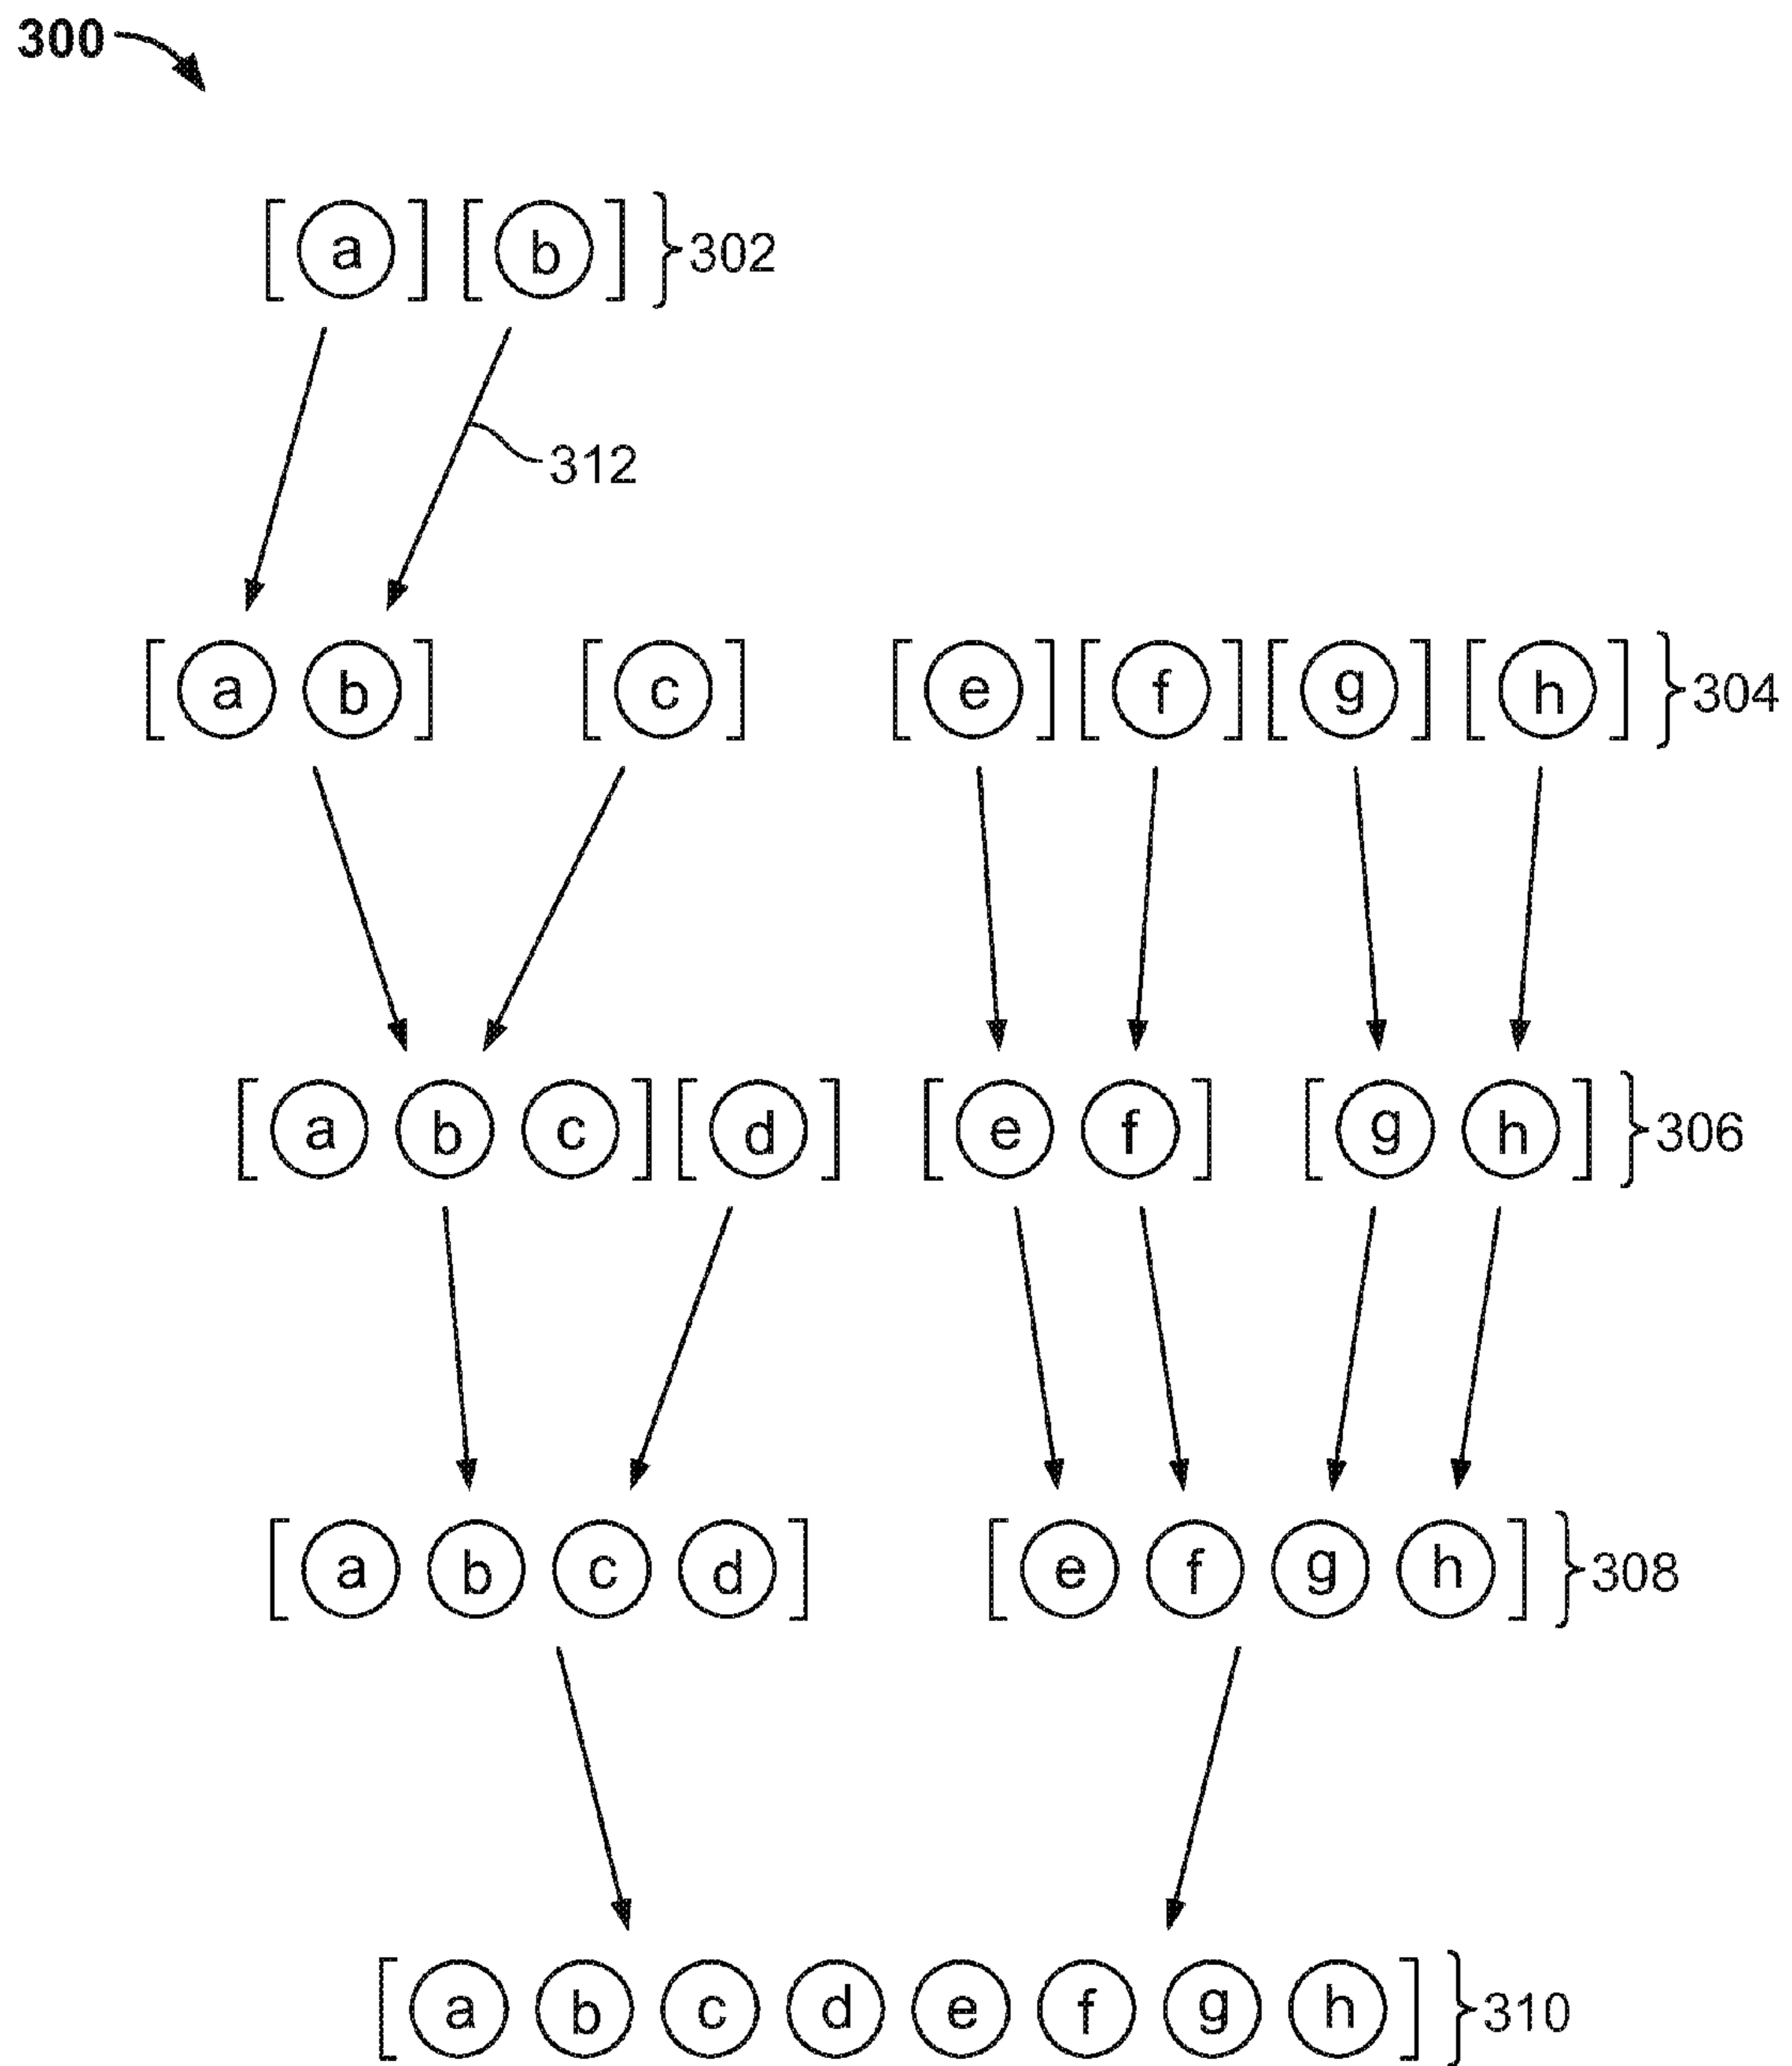 300
[ a ] [ b ] } 302
312
[ a b ] [ c ] [ e ] [ f ] [ g ] [ h ] } 304
[ a b c ] [ d ] [ e f ] [ g h ] } 306
[ a b c d ] [ e f g h ] } 308
[ a b c d e f g h ] } 310